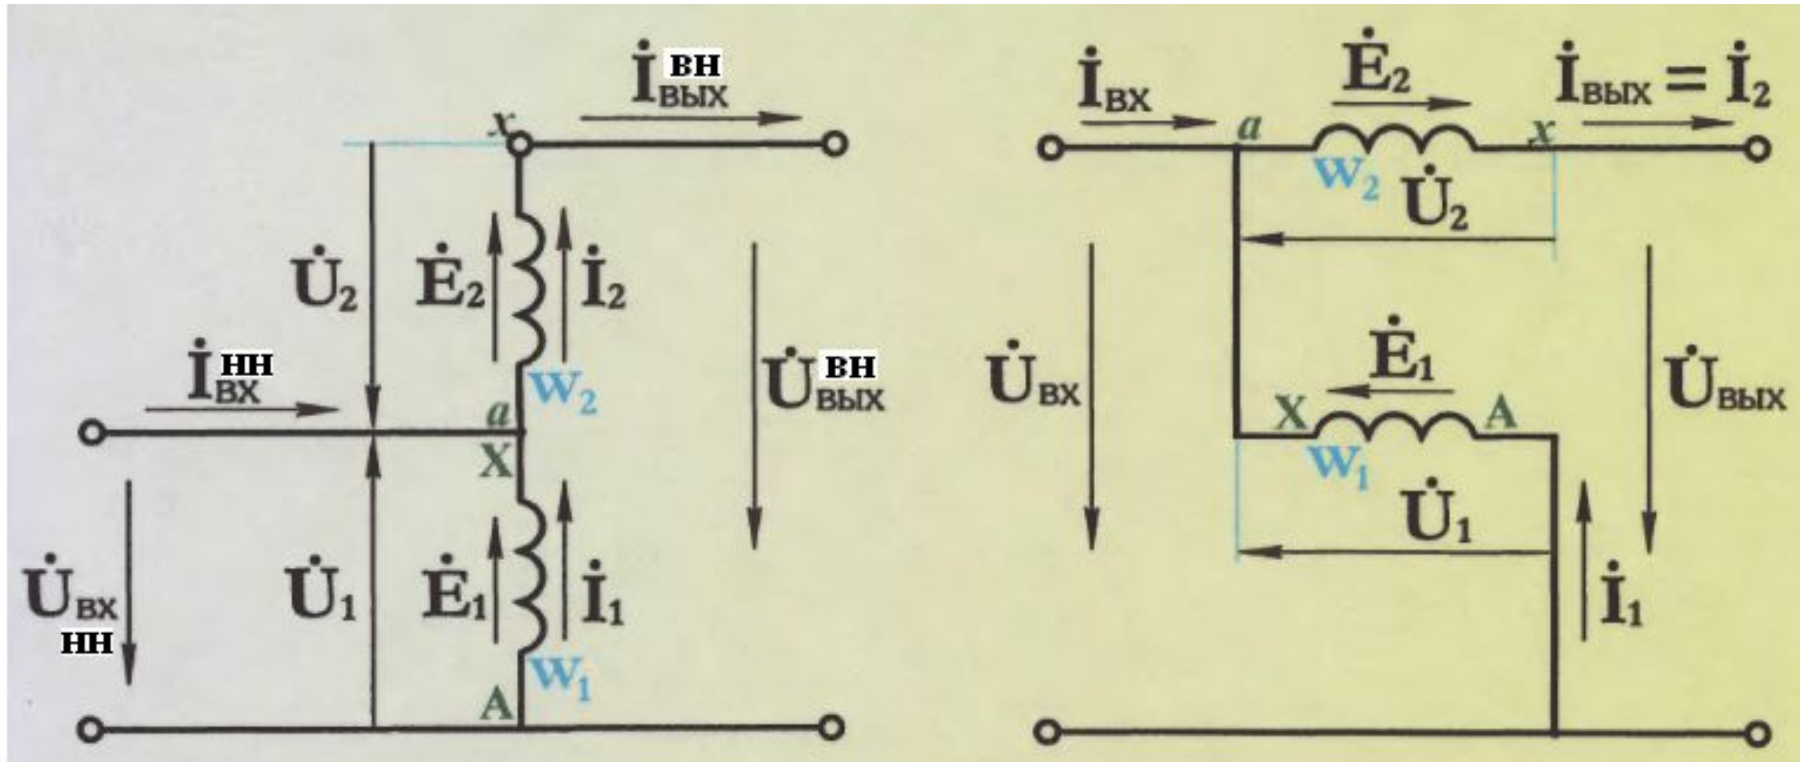 İ ВН ВЫХ
x
U̇2
Ė2
İ2
W2
İ НН ВХ
a
X
U̇ ВН ВЫХ
U̇ВХ НН
U̇1
Ė1
İ1
W1
A
İВХ
Ė2
İВЫХ = İ2
a
x
W2
U̇2
U̇ВХ
Ė1
U̇ВЫХ
X
A
W1
U̇1
İ1